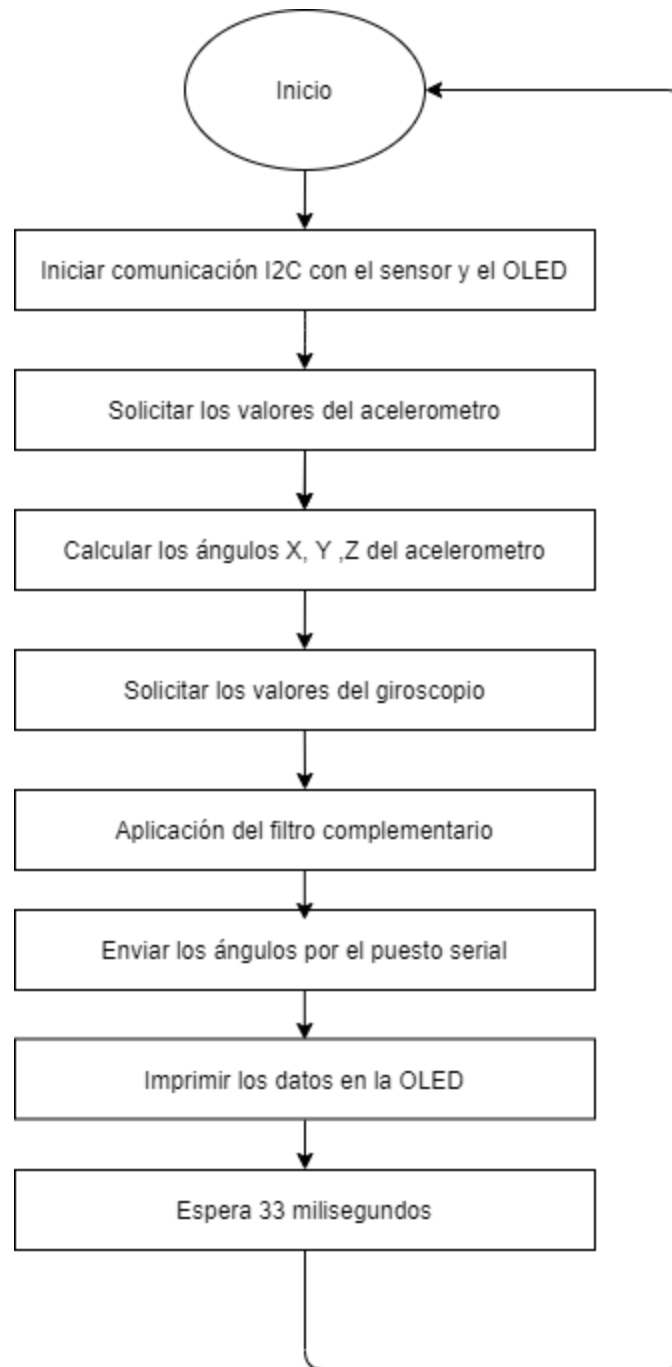 Inicio
Iniciar comunicación I2C con el sensor y el OLED
Solicitar los valores del acelerometro
Calcular los ángulos X, Y ,Z del acelerometro
Solicitar los valores del giroscopio
Aplicación del filtro complementario
Enviar los ángulos por el puesto serial
Imprimir los datos en la OLED
Espera 33 milisegundos